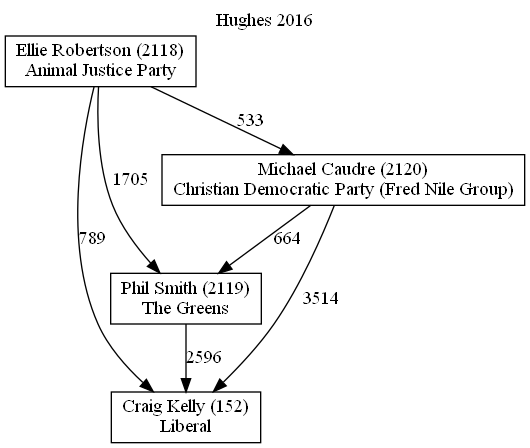 Hughes 2016
Ellie Robertson (2118)
Animal Justice Party
533
Michael Caudre (2120)
Christian Democratic Party (Fred Nile Group)
1705
789
664
3514
Phil Smith (2119)
The Greens
2596
Craig Kelly (152)
Liberal